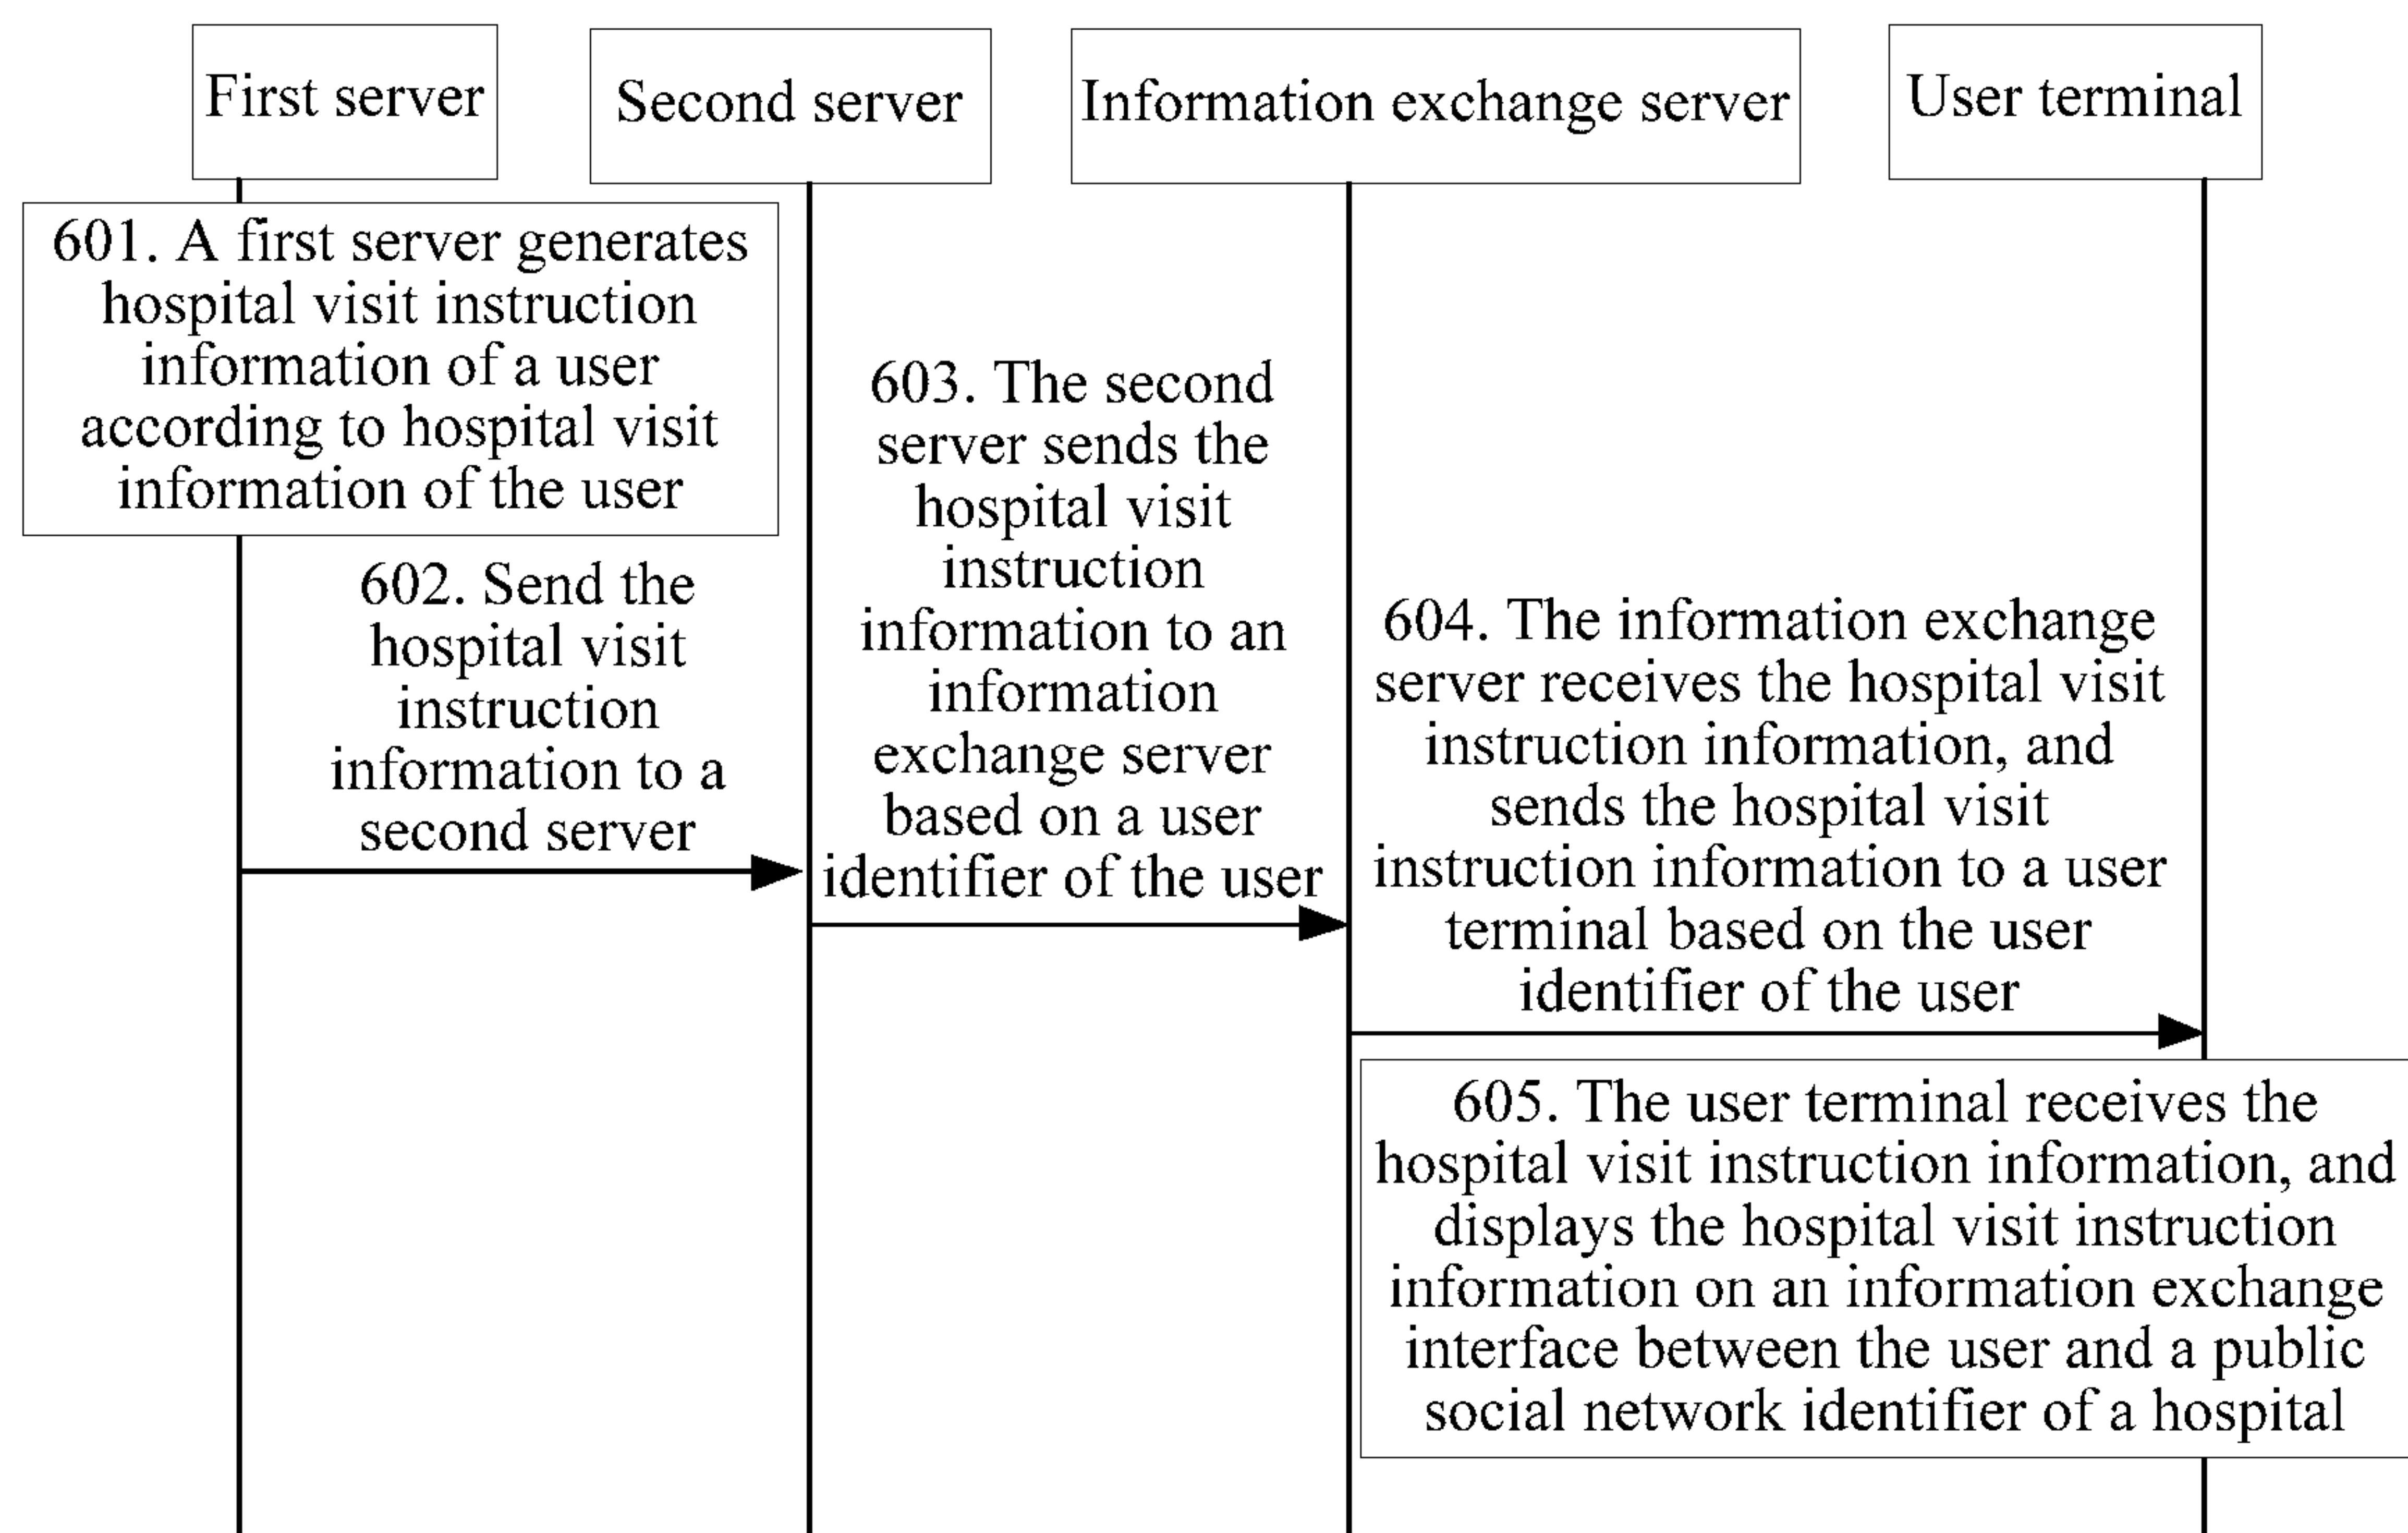 First server
Second server
Information exchange server
User terminal
601. A first server generates
hospital visit instruction
information of a user
according to hospital visit
information of the user
602. Send the
hospital visit
instruction
information to a
second server
603. The second
server sends the
hospital visit
instruction
information to an
information
exchange server
based on a user
identifier of the user
604. The information exchange
server receives the hospital visit
instruction information, and
sends the hospital visit
instruction information to a user
terminal based on the user
identifier of the user
605. The user terminal receives the
hospital visit instruction information, and
displays the hospital visit instruction
information on an information exchange
interface between the user and a public
social network identifier of a hospital